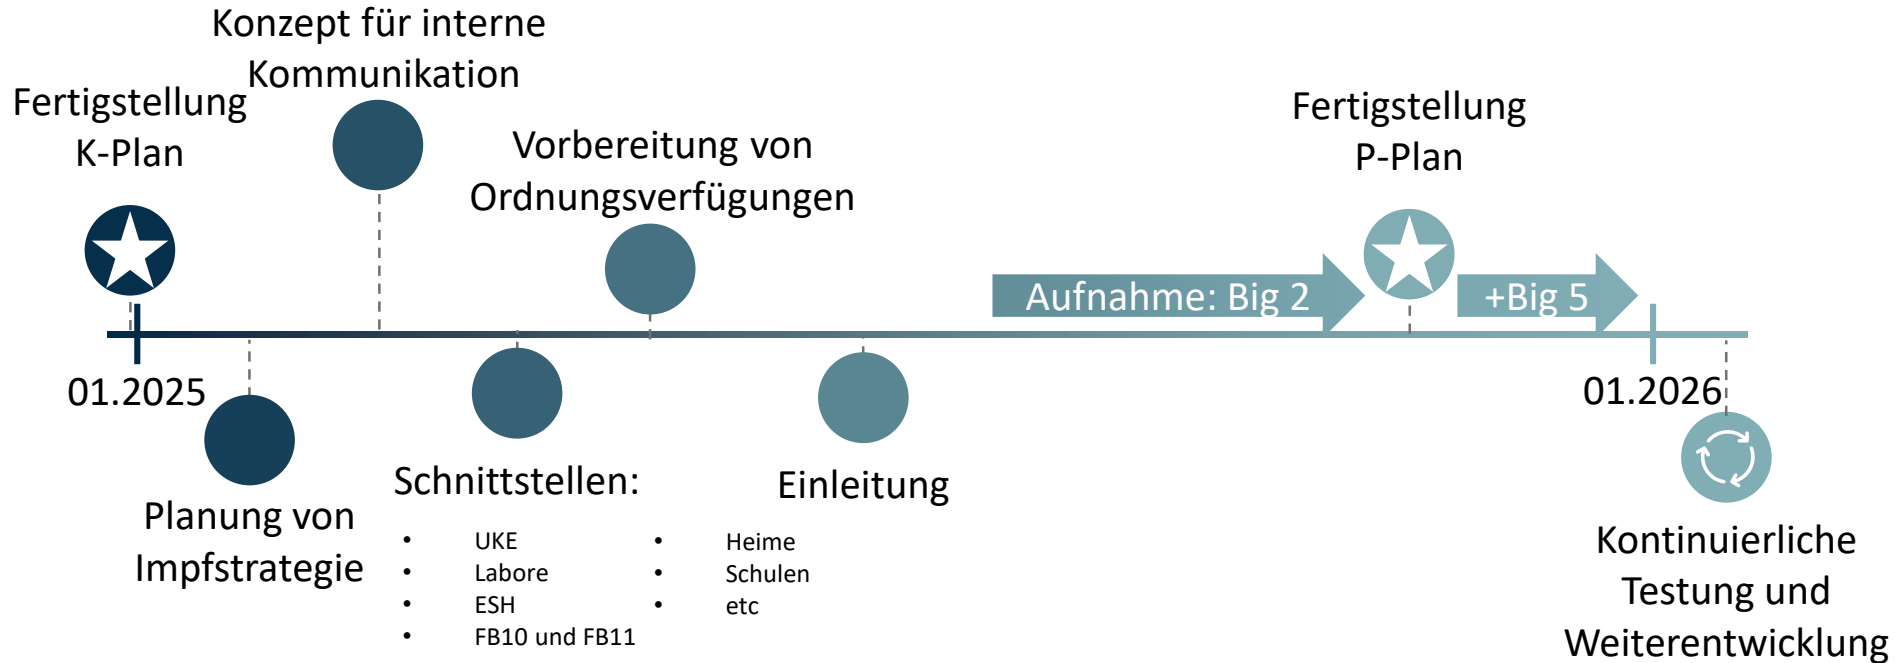 Konzept für interne
Kommunikation
Fertigstellung
K-Plan
Vorbereitung von
Ordnungsverfügungen
Fertigstellung
P-Plan
Aufnahme: Big 2
+Big 5
01.2025
01.2026
Planung von
Impfstrategie
Schnittstellen:
• UKE
• Labore
• ESH
• FB10 und FB11
• Heime
• Schulen
• etc
Einleitung
Kontinuierliche
Testung und
Weiterentwicklung